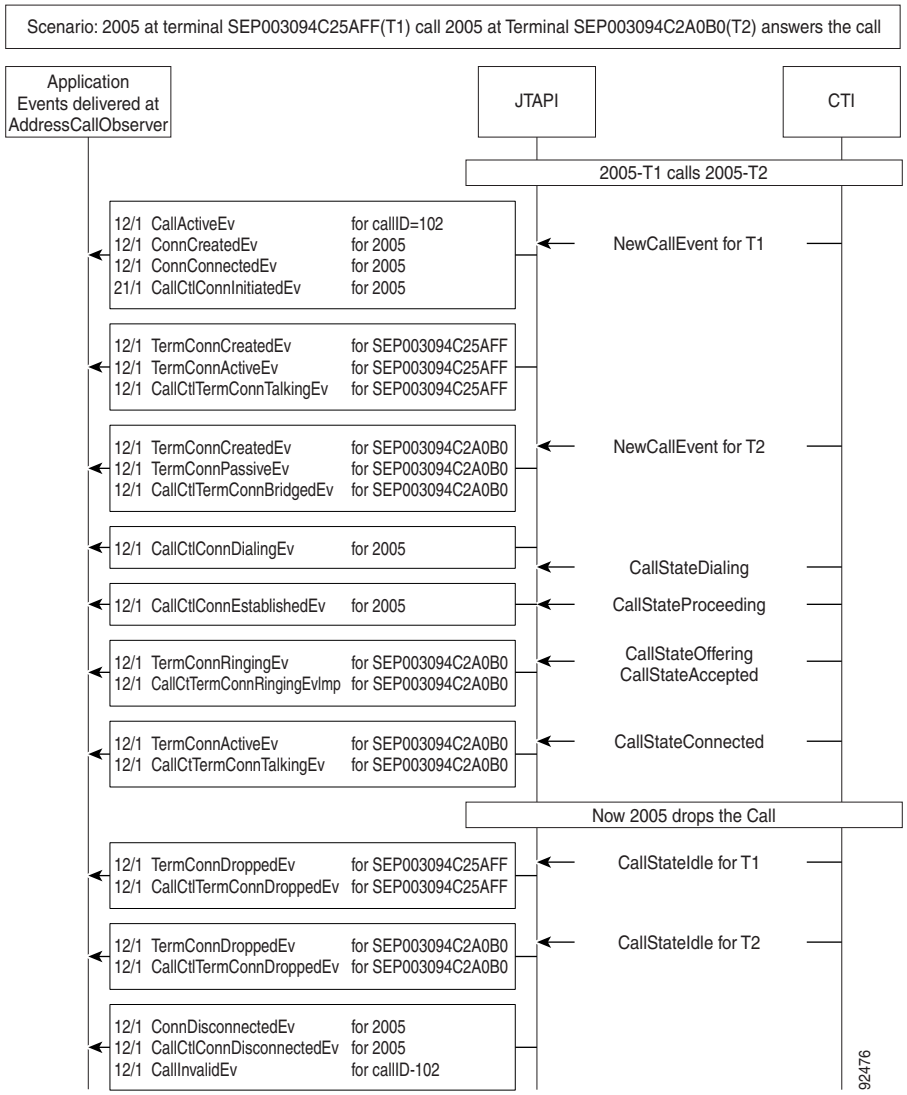 Scenario: 2005 at terminal SEP003094C25AFF(T1) call 2005 at Terminal SEP003094C2A0B0(T2) answers the call
Application
Events delivered at
AddressCallObserver
JTAPI
CTI
2005-T1 calls 2005-T2
12/1 CallActiveEv for callID=102
12/1 ConnCreatedEv for 2005
12/1 ConnConnectedEv for 2005
21/1 CallCtlConnInitiatedEv for 2005
NewCallEvent for T1
12/1 TermConnCreatedEv for SEP003094C25AFF
12/1 TermConnActiveEv for SEP003094C25AFF
12/1 CallCtlTermConnTalkingEv for SEP003094C25AFF
12/1 TermConnCreatedEv for SEP003094C2A0B0
12/1 TermConnPassiveEv for SEP003094C2A0B0
12/1 CallCtlTermConnBridgedEv for SEP003094C2A0B0
NewCallEvent for T2
12/1 CallCtlConnDialingEv for 2005
CallStateDialing
12/1 CallCtlConnEstablishedEv for 2005
CallStateProceeding
12/1 TermConnRingingEv for SEP003094C2A0B0
12/1 CallCtTermConnRingingEvImp for SEP003094C2A0B0
CallStateOffering
CallStateAccepted
12/1 TermConnActiveEv for SEP003094C2A0B0
12/1 CallCtTermConnTalkingEv for SEP003094C2A0B0
CallStateConnected
Now 2005 drops the Call
12/1 TermConnDroppedEv for SEP003094C25AFF
12/1 CallCtlTermConnDroppedEv for SEP003094C25AFF
CallStateIdle for T1
12/1 TermConnDroppedEv for SEP003094C2A0B0
12/1 CallCtlTermConnDroppedEv for SEP003094C2A0B0
CallStateIdle for T2
12/1 ConnDisconnectedEv for 2005
12/1 CallCtlConnDisconnectedEv for 2005
12/1 CallInvalidEv for callID-102
92476